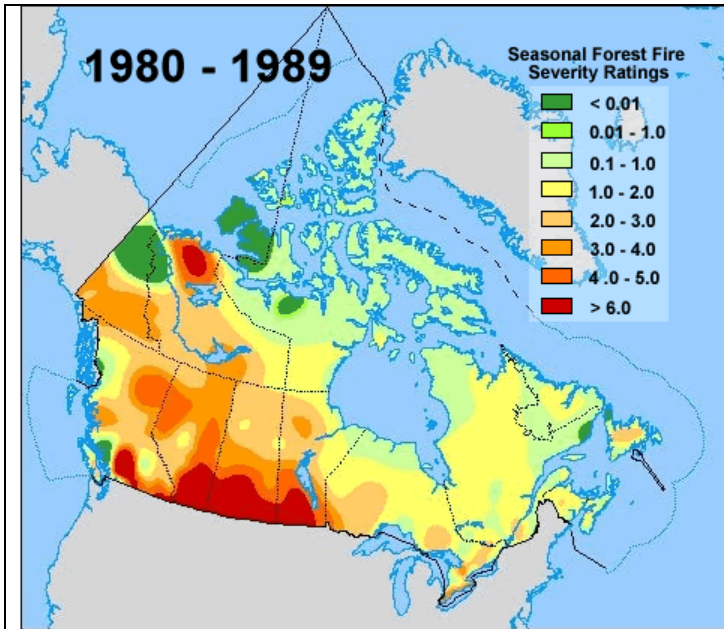 1980 - 1989
Seasonal Forest Fire
Severity Ratings
< 0.01
0.01 - 1.0
0.1 - 1.0
1.0 - 2.0
2.0 - 3.0
3.0 - 4.0
4 .0 - 5.0
> 6.0